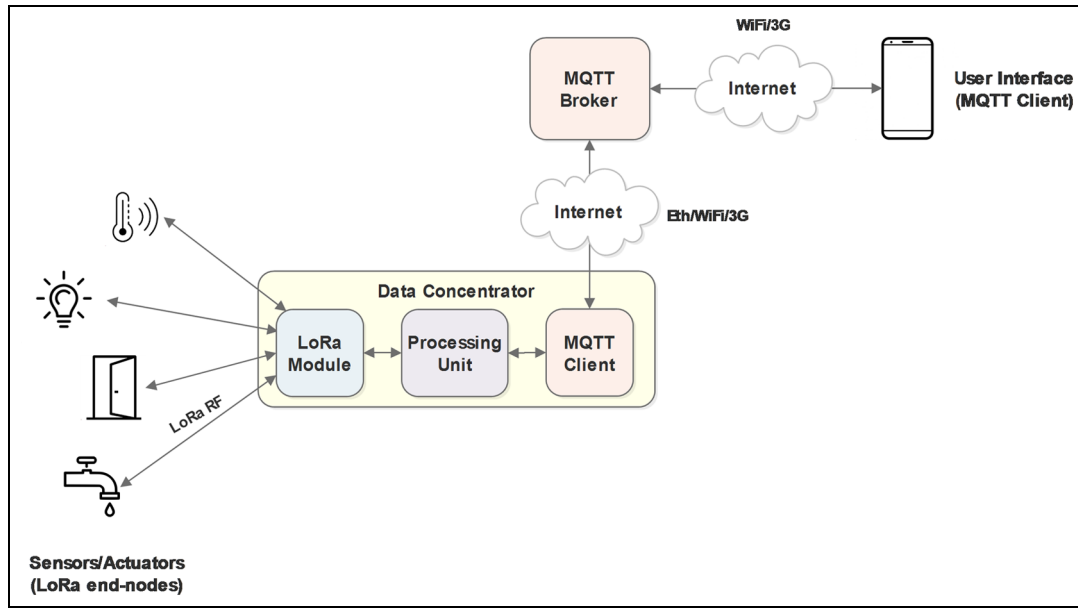 WiFi/3G
MQTT
Broker
Internet
User Interface
(MQTT Client)
Internet
Eth/WiFi/3G
Data Concentrator
LoRa
Module
Processing
Unit
MQTT
Client
LoRa RF
Sensors/Actuators
(LoRa end-nodes)